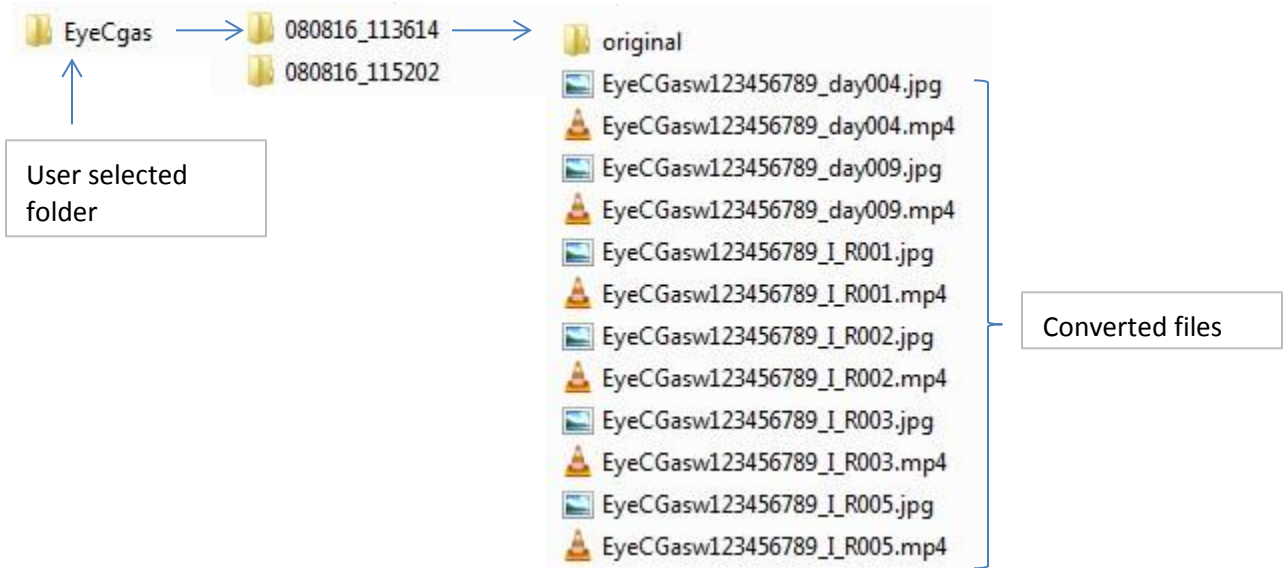 EyeCgas
080816_113614
080816_115202
User selected
folder
original
EyeCGasw123456789_day004.jpg
EyeCGasw123456789_day004.mp4
EyeCGasw123456789_day009.jpg
EyeCGasw123456789_day009.mp4
EyeCGasw123456789_I_R001.jpg
EyeCGasw123456789_I_R001.mp4
EyeCGasw123456789_I_R002.jpg
EyeCGasw123456789_I_R002.mp4
EyeCGasw123456789_I_R003.jpg
EyeCGasw123456789_I_R003.mp4
EyeCGasw123456789_I_R005.jpg
EyeCGasw123456789_I_R005.mp4
Converted files